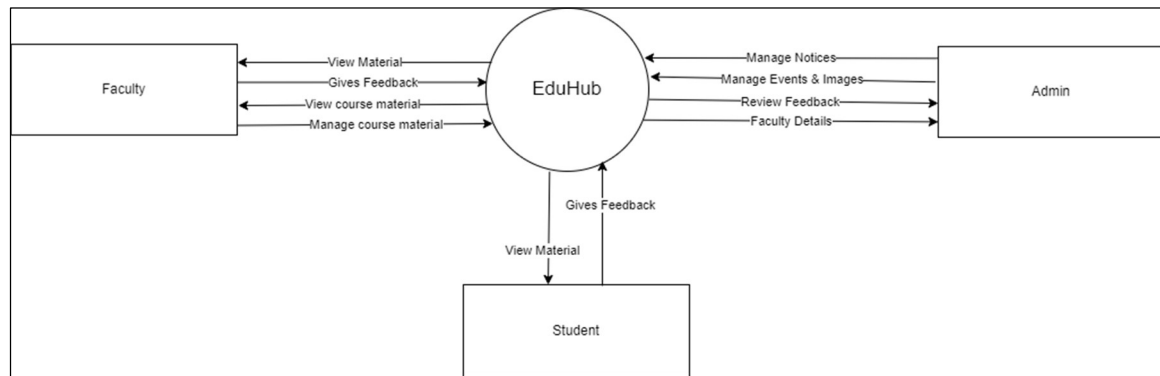 Faculty
View Material
Gives Feedback
View course material
Manage course material
EduHub
Manage Notices
Manage Events & Images
Review Feedback
Faculty Details
Admin
Gives Feedback
View Material
Student